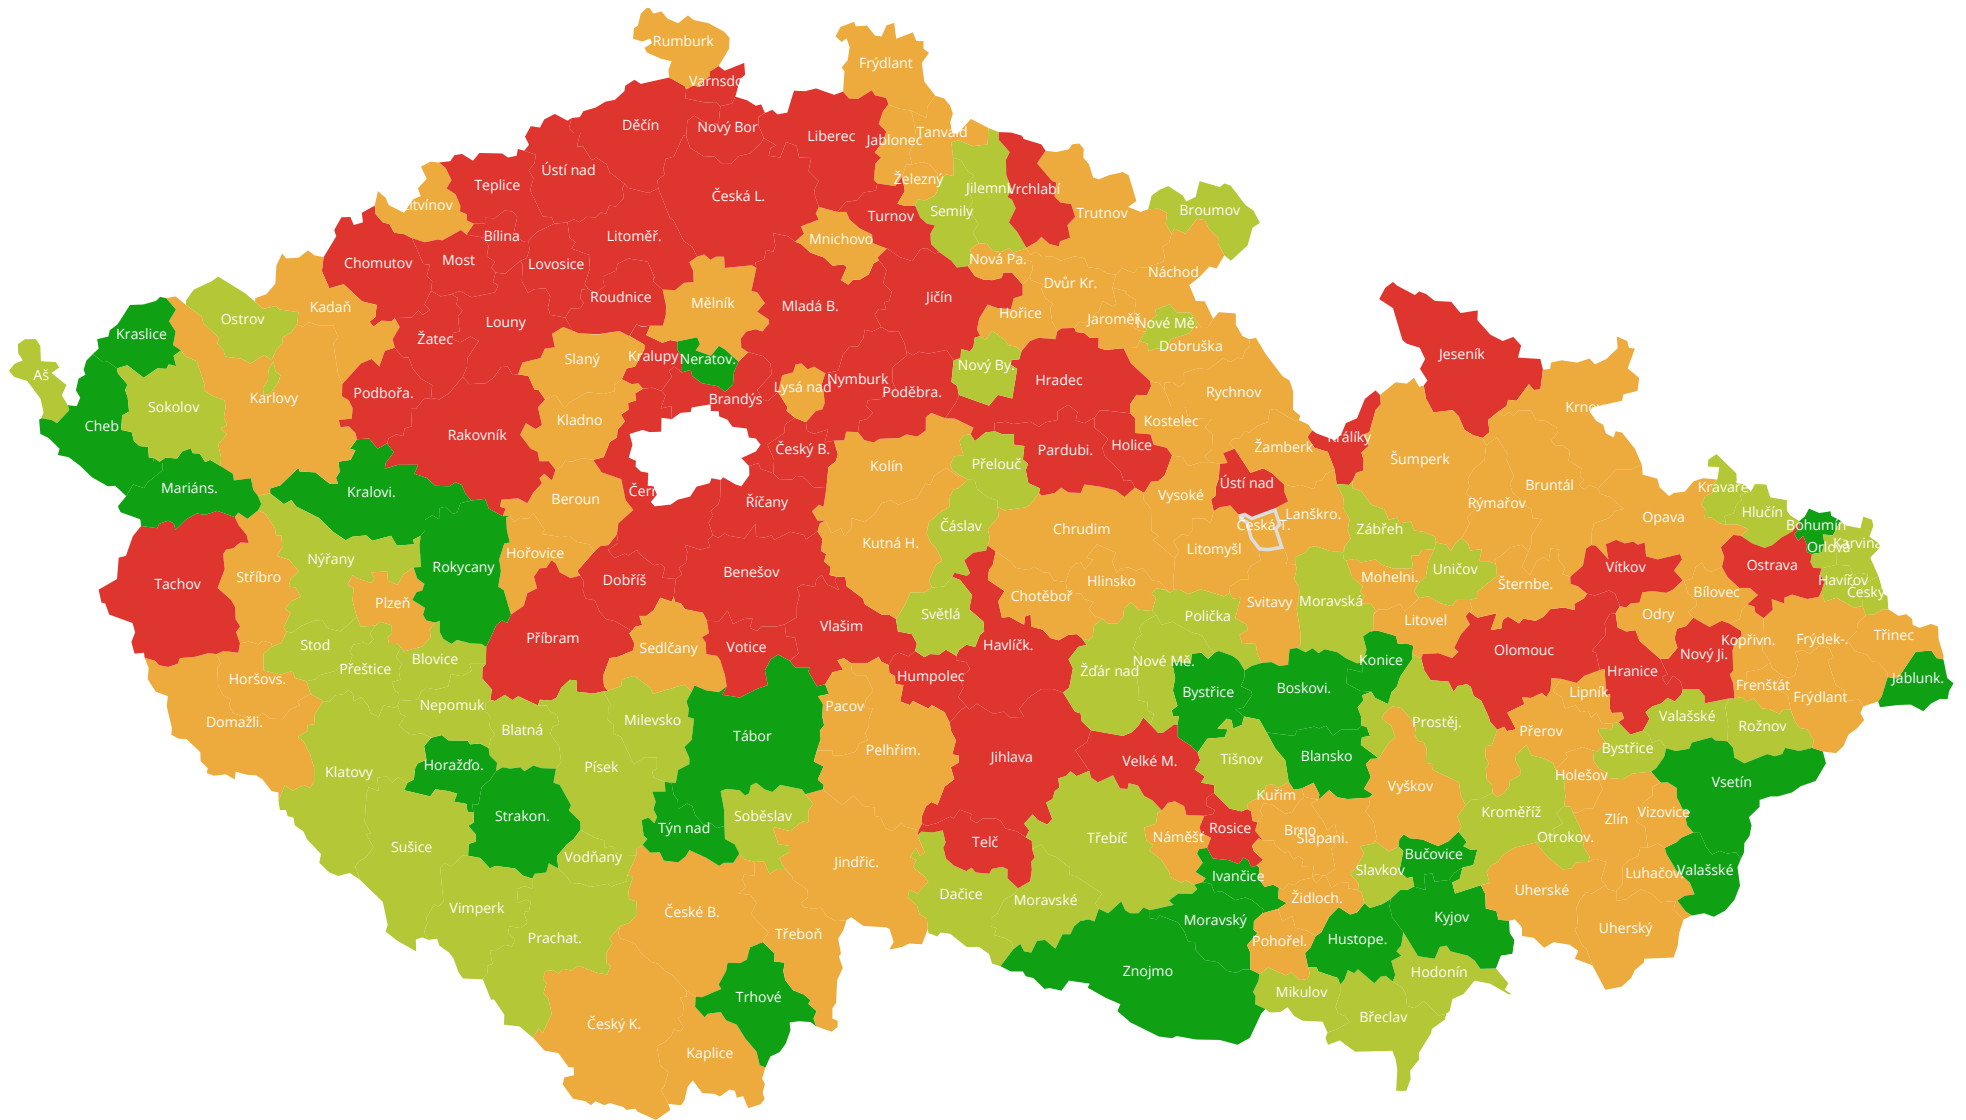 Rumburk
Frýdlant
Varnsdo
Děčín
Nový Bor
Liberec
Jablonec
Tanvald
Ústí nad
Teplice
Česká L.
Železný
Jilemni
Vrchlabí
Turnov
Semily
Trutnov
Broumov
Litvínov
Bílina
Litoměř.
Mnichovo
Chomutov
Most
Lovosice
Nová Pa.
Náchod
Dvůr Kr.
Kadaň
Roudnice
Mělník
Mladá B.
Jičín
Hořice
Jaroměř
Nové Mě.
Ostrov
Louny
Kraslice
Žatec
Dobruška
Slaný
Kralupy
Neratov.
Nový By.
Jeseník
Aš
Karlovy
Podbořa.
Lysá nad
Nymburk
Poděbra.
Hradec
Rychnov
Brandýs
Sokolov
Kladno
Kostelec
Cheb
Rakovník
Český B.
Pardubi.
Holice
Žamberk
Králíky
Krnov
Kolín
Přelouč
Šumperk
Mariáns.
Kralovi.
Beroun
Čern
Říčany
Vysoké
Ústí nad
Bruntál
Kravaře
Rýmařov
Hlučín
Čáslav
Chrudim
Česká T.
Lanškro.
Zábřeh
Opava
Bohumín
Kutná H.
Hořovice
Litomyšl
Orlová
Karviná
Nýřany
Rokycany
Benešov
Dobříš
Stříbro
Tachov
Hlinsko
Mohelni.
Uničov
Šternbe.
Vítkov
Ostrava
Havířov
Český
Chotěboř
Bílovec
Plzeň
Světlá
Polička
Svitavy
Moravská
Litovel
Odry
Příbram
Vlašim
Sedlčany
Votice
Stod
Havlíčk.
Kopřivn.
Frýdek-.
Třinec
Přeštice
Blovice
Žďár nad
Nové Mě.
Konice
Olomouc
Nový Ji.
Horšovs.
Humpolec
Bystřice
Boskovi.
Hranice
Lipník
Frenštát
Frýdlant
Jablunk.
Nepomuk
Pacov
Domažli.
Blatná
Milevsko
Tábor
Prostěj.
Valašské
Rožnov
Přerov
Pelhřim.
Jihlava
Velké M.
Tišnov
Blansko
Bystřice
Klatovy
Horažďo.
Písek
Holešov
Vsetín
Kuřim
Vyškov
Strakon.
Týn nad
Soběslav
Kroměříž
Zlín
Vizovice
Sušice
Telč
Třebíč
Náměšť
Rosice
Brno
Šlapani.
Otrokov.
Vodňany
Jindřic.
Bučovice
Slavkov
Ivančice
Luhačov.
Valašské
Dačice
Moravské
Uherské
Vimperk
České B.
Židloch.
Moravský
Kyjov
Prachat.
Třeboň
Pohořel.
Hustope.
Uherský
Znojmo
Hodonín
Trhové
Mikulov
Český K.
Břeclav
Kaplice